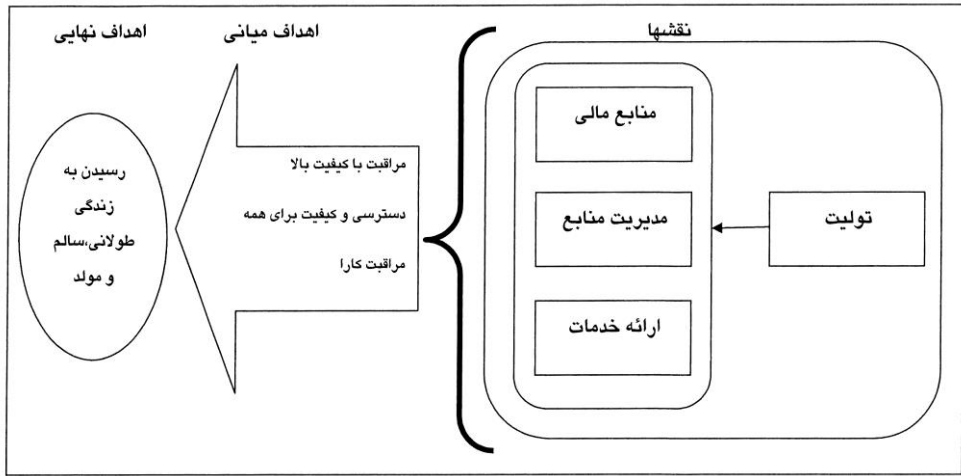 نقشها
منابع مالی
مدیریت منابع
ارائه خدمات
تولیت
اهداف میانی
مراقبت با کیفیت بالا
دسترسی و کیفیت برای همه
مراقبت کارا
اهداف نهایی
رسیدن به
زندگی
طولانی،سالم
و مولد